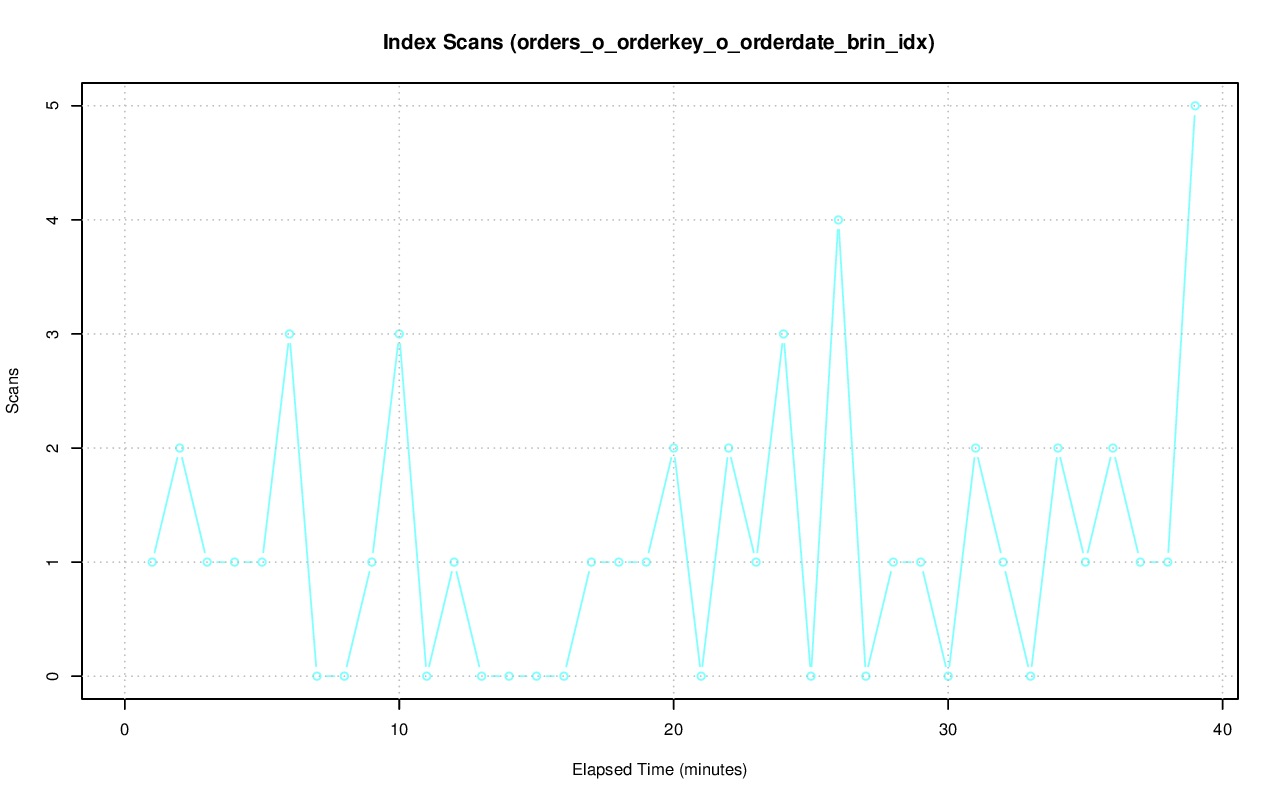 Index Scans (orders_o_orderkey_o_orderdate_brin_idx)
5
4
3
2
1
0
Scans
0 10 20 30 40
Elapsed Time (minutes)